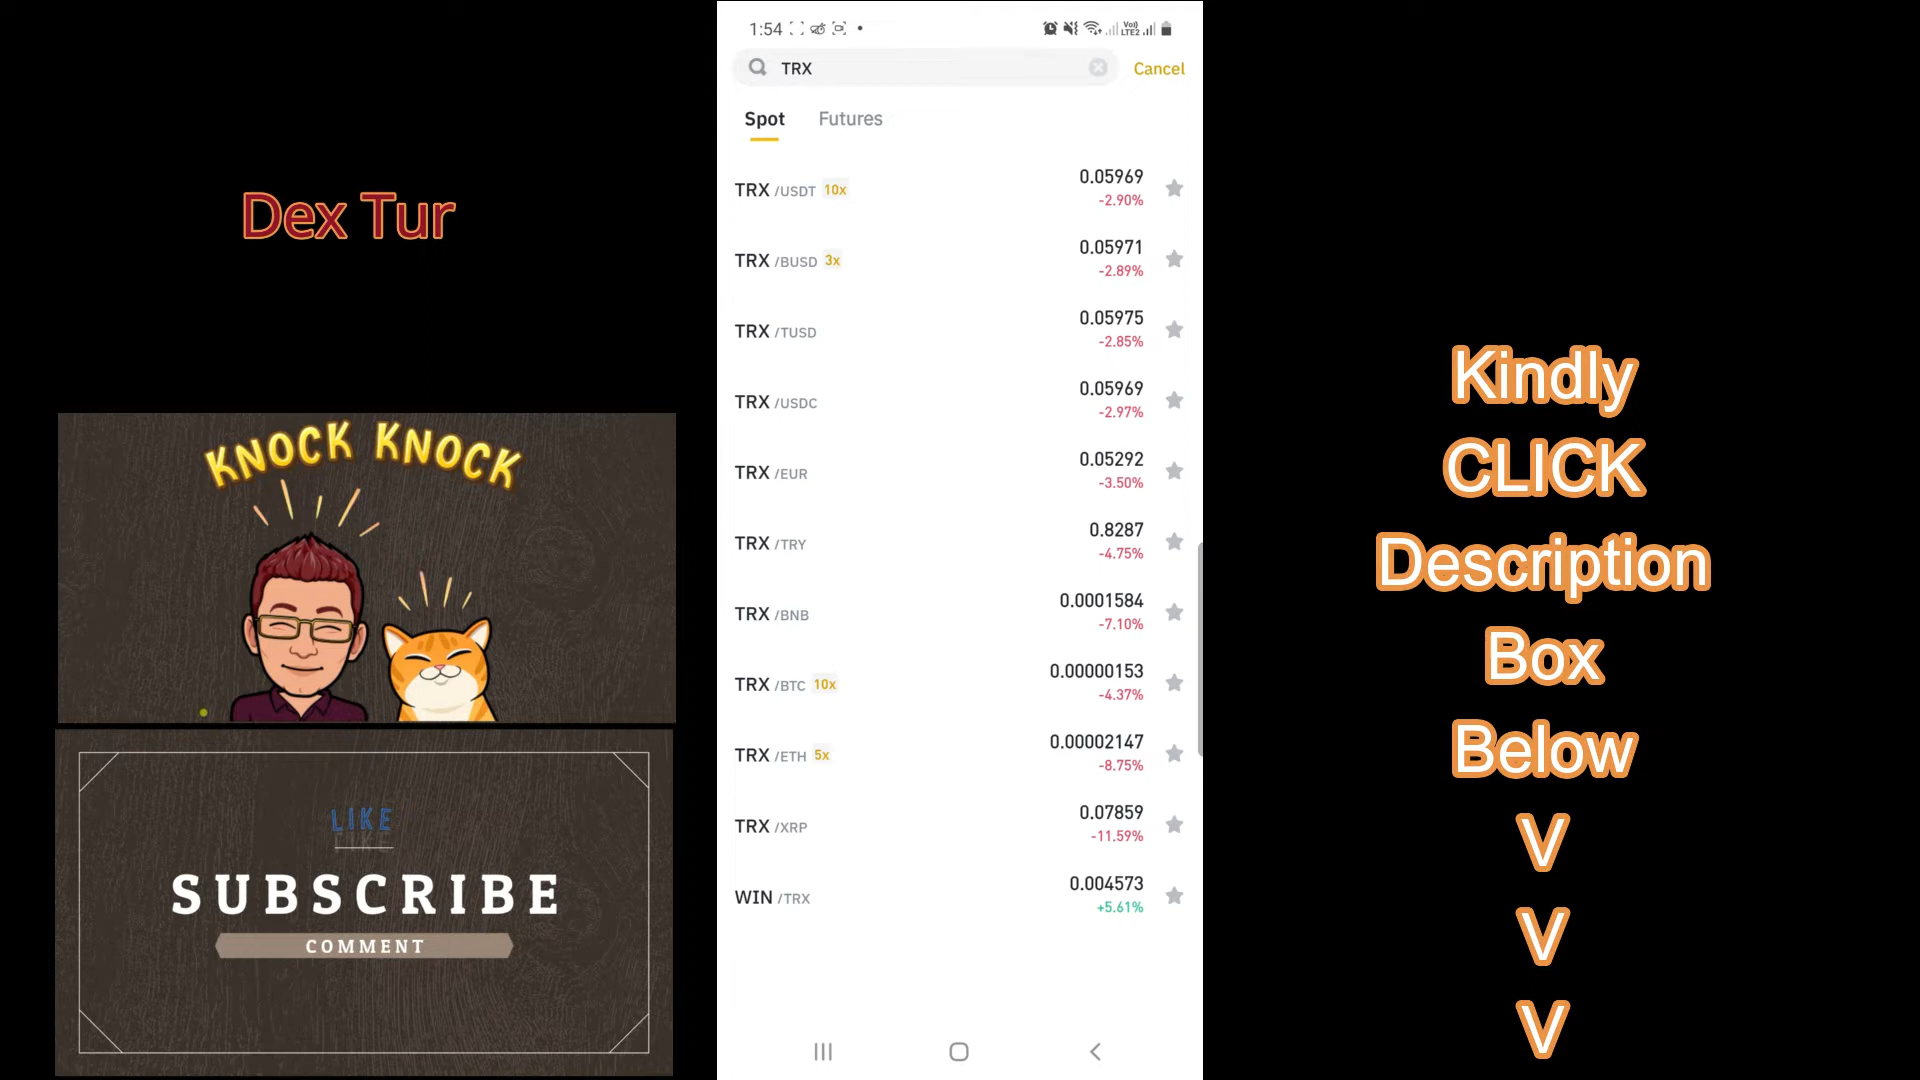 Dex Tur
KNOCK KNOCK
LIKE
SUBSCRIBE
COMMENT
1:54
Vo))
LTE2
TRX
Cancel
Spot Futures
TRX /USDT 10x 0.05969
-2.90%
TRX /BUSD 3x 0.05971
-2.89%
TRX /TUSD 0.05975
-2.85%
TRX /USDC 0.05969
-2.97%
TRX /EUR 0.05292
-3.50%
TRX /TRY 0.8287
-4.75%
TRX /BNB 0.0001584
-7.10%
TRX /BTC 10x 0.00000153
-4.37%
TRX /ETH 5x 0.00002147
-8.75%
TRX /XRP 0.07859
-11.59%
WIN /TRX 0.004573
+5.61%
Kindly
CLICK
Description
Box
Below
V
V
V